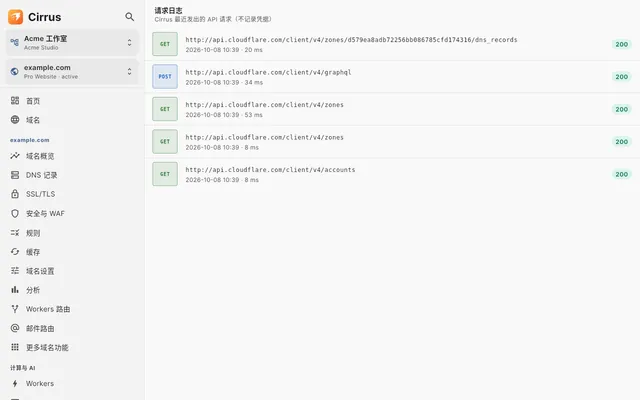 Cirrus
Acme 工作室
Acme Studio
example.com
Pro Website · active
首页
域名
example.com
域名概览
DNS 记录
SSL/TLS
安全与 WAF
规则
缓存
域名设置
分析
Workers 路由
邮件路由
更多域名功能
计算与 AI
Workers
请求日志
Cirrus 最近发出的 API 请求（不记录凭据）
GET
http://api.cloudflare.com/client/v4/zones/d579ea8adb72256bb086785cfd174316/dns_records
2026-10-08 10:39 · 20 ms
200
POST
http://api.cloudflare.com/client/v4/graphql
2026-10-08 10:39 · 34 ms
200
GET
http://api.cloudflare.com/client/v4/zones
2026-10-08 10:39 · 53 ms
200
GET
http://api.cloudflare.com/client/v4/zones
2026-10-08 10:39 · 8 ms
200
GET
http://api.cloudflare.com/client/v4/accounts
2026-10-08 10:39 · 8 ms
200